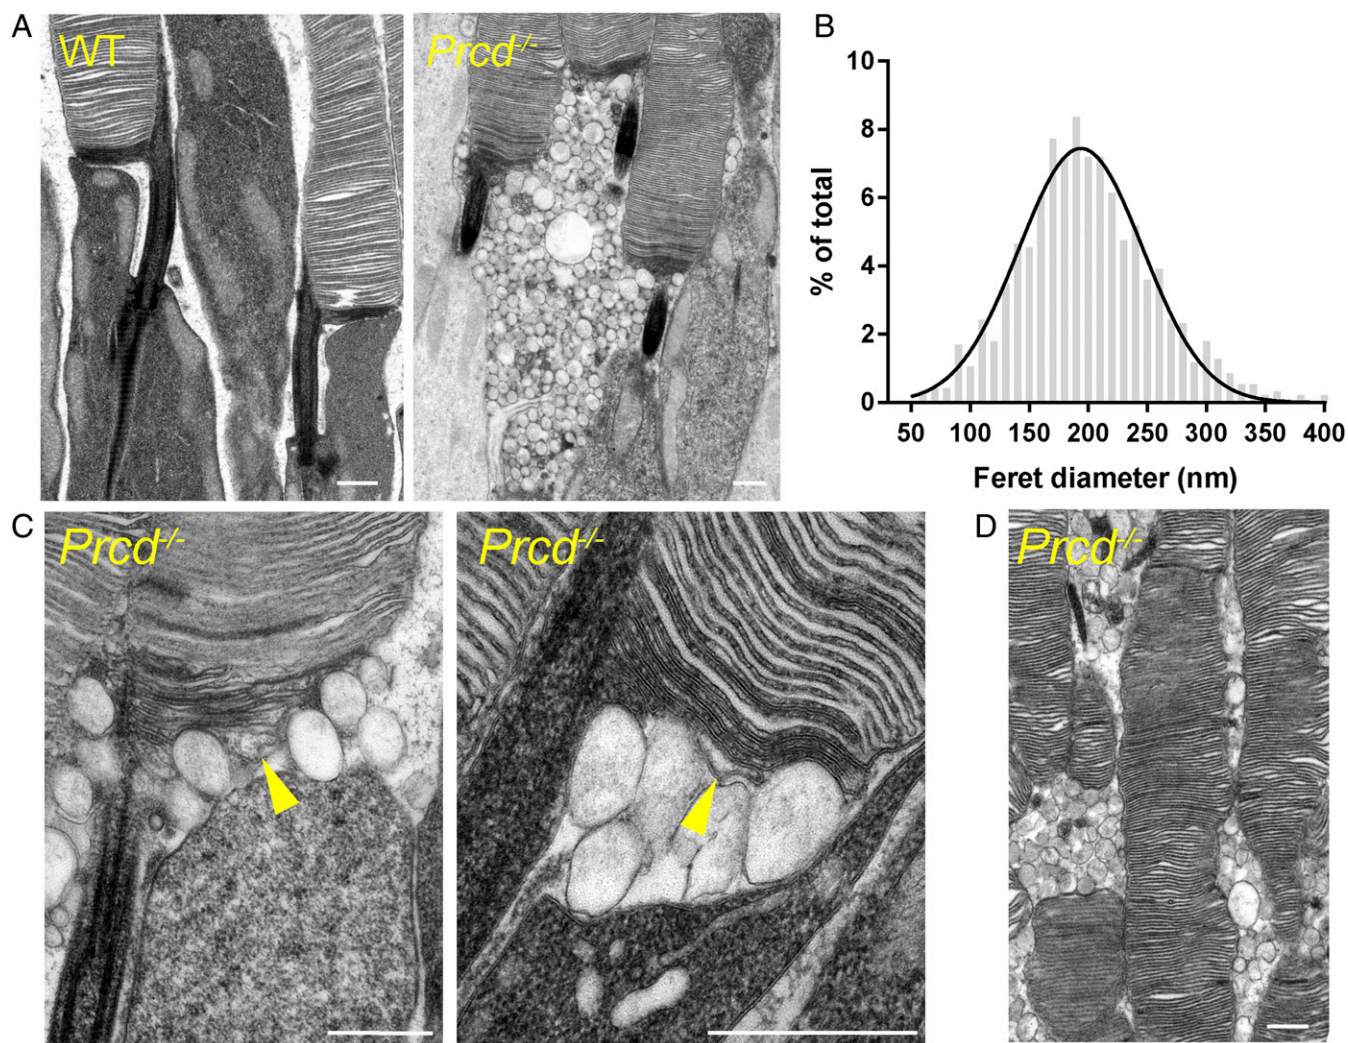 A
WT
Prcd-/-
B
% of total
10
8
6
4
2
0
50 100 150 200 250 300 350 400
Feret diameter (nm)
C
Prcd-/-
Prcd-/-
D
Prcd-/-